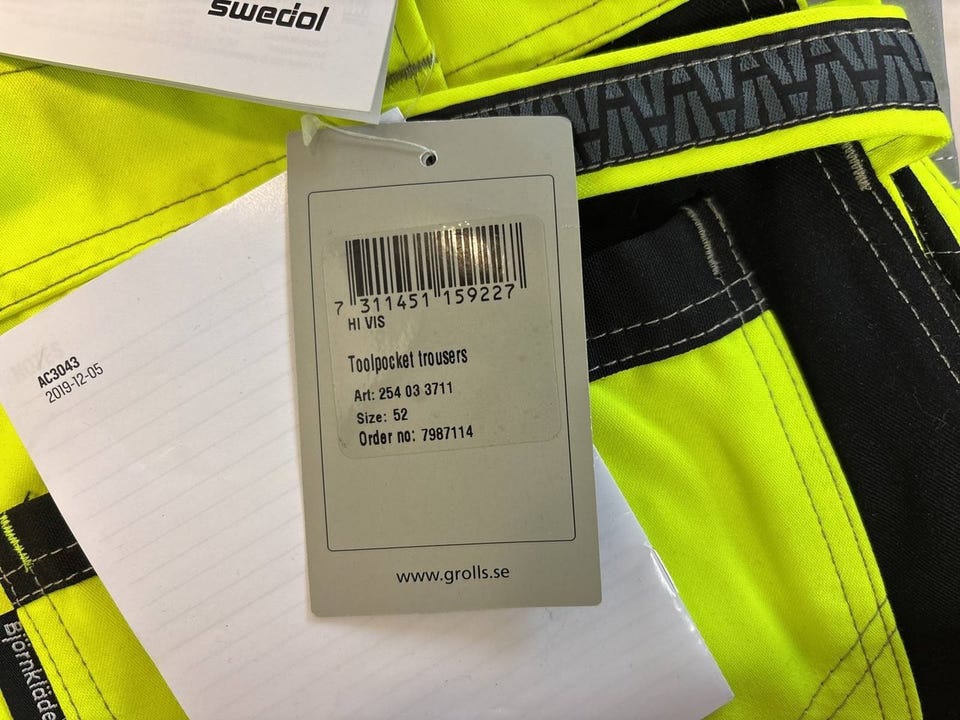 swedol
7 311451 159227
HI VIS
Toolpocket trousers
Art: 254 03 3711
Size: 52
Order no: 7987114
www.grolls.se
AC3043
2019-12-05
Björnkläde